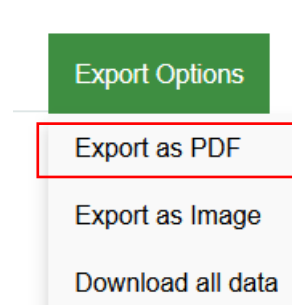 Export Options
Export as PDF
Export as Image
Download all data